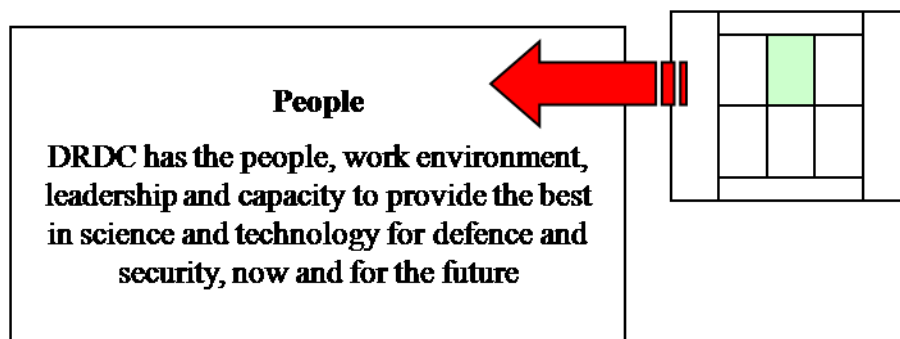 People
DRDC has the people, work environment,
leadership and capacity to provide the best
in science and technology for defence and
security, now and for the future